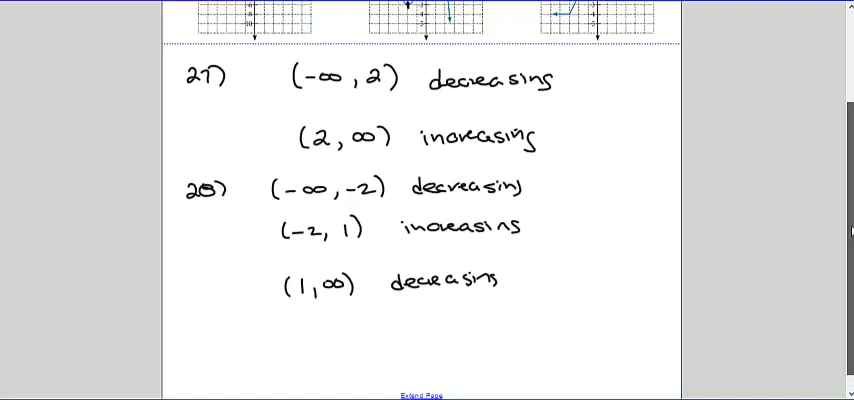 27) (-∞, 2) decreasing
(2, ∞) increasing
28) (-∞, -2) decreasing
(-2, 1) increasing
(1, ∞) decreasing
Extend Page